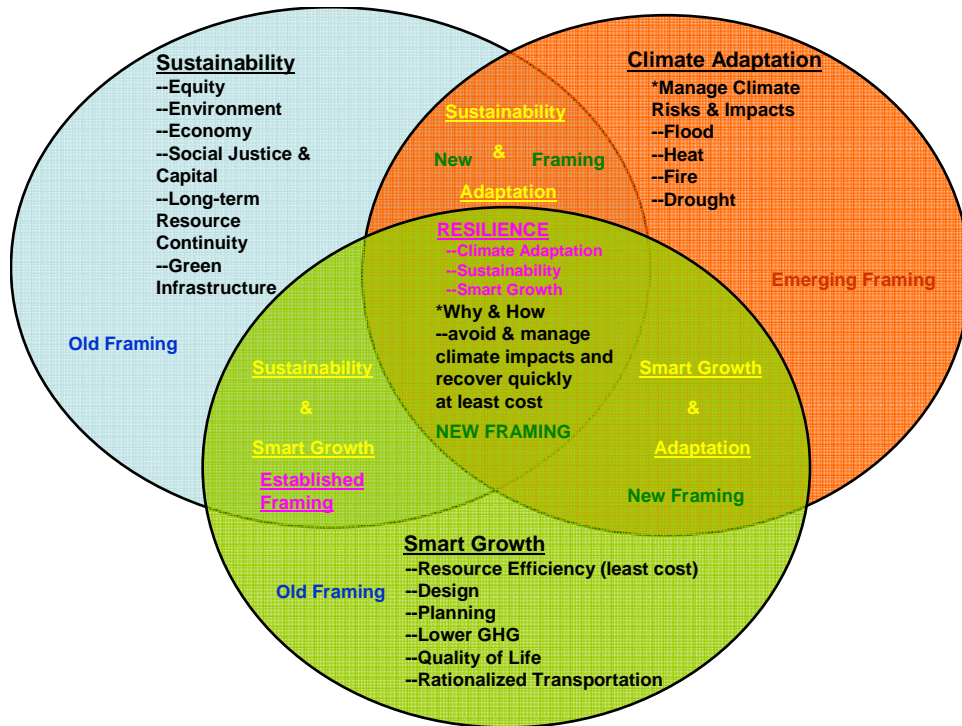 Sustainability
--Equity
--Environment
--Economy
--Social Justice &
Capital
--Long-term
Resource
Continuity
--Green
Infrastructure
Old Framing
Sustainability
&
New Framing
Adaptation
Climate Adaptation
*Manage Climate
Risks & Impacts
--Flood
--Heat
--Fire
--Drought
Emerging Framing
RESILIENCE
--Climate Adaptation
--Sustainability
--Smart Growth
*Why & How
--avoid & manage
climate impacts and
recover quickly
at least cost
NEW FRAMING
Sustainability
&
Smart Growth
Established
Framing
Smart Growth
&
Adaptation
New Framing
Smart Growth
--Resource Efficiency (least cost)
--Design
--Planning
--Lower GHG
--Quality of Life
--Rationalized Transportation
Old Framing